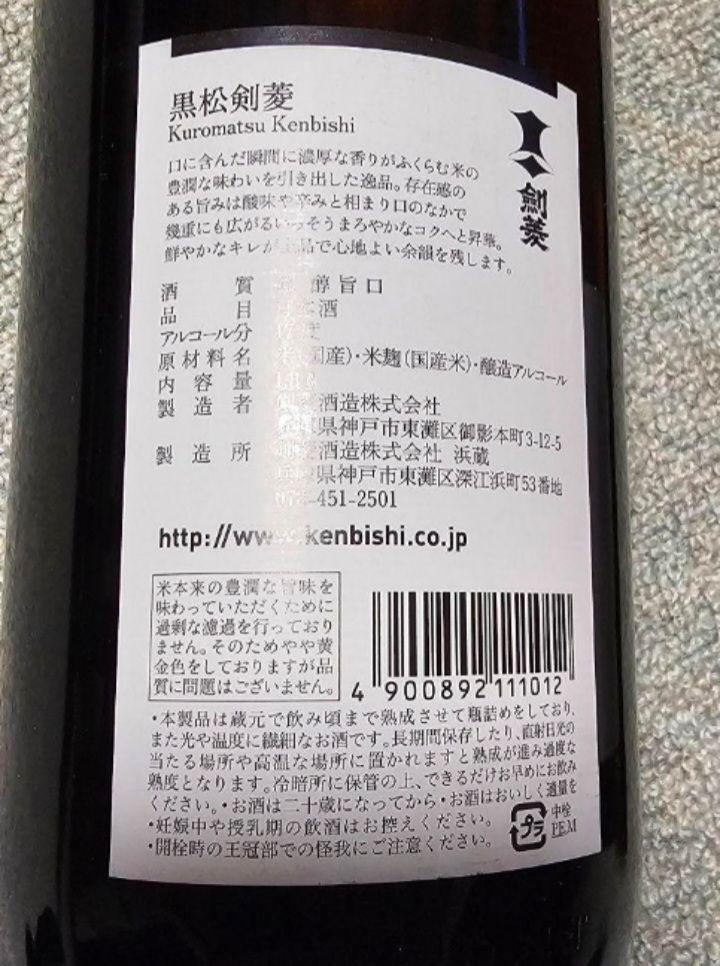 黒松剣菱
Kuromatsu Kenbishi
剣菱
口に含んだ瞬間に濃厚な香りがふくらむ米の
豊潤な味わいを引き出した逸品。存在感の
ある旨みは酸味や辛みと相まり口のなかで
幾重にも広がるいっそうまろやかなコクへと昇華。
鮮やかなキレが上品で心地よい余韻を残します。
酒質 醇旨口
品目 酒
アルコール分 度
原材料名 米(国産)・米麹(国産米)・醸造アルコール
内容量
製造者 酒造株式会社
県神戸市東灘区御影本町3-12-5
製造所 酒造株式会社 浜蔵
県神戸市東灘区深江浜町53番地
-451-2501
http://www.kenbishi.co.jp
米本来の豊潤な旨味を
味わっていただくために
過剰な濾過を行っており
ません。そのためやや黄
金色をしておりますが品
質に問題はございません。
4 900892 111012
・本製品は蔵元で飲み頃まで熟成させて瓶詰めをしており、
また光や温度に繊細なお酒です。長期間保存したり、直射日光の
当たる場所や高温な場所に置かれますと熟成が進み過度な
熟度となります。冷暗所に保管の上、できるだけお早めにお飲み
ください。・お酒は二十歳になってから・お酒はおいしく適量を
・妊娠中や授乳期の飲酒はお控えください。
・開栓時の王冠部での怪我にご注意ください。
プラ
中栓
PE,M